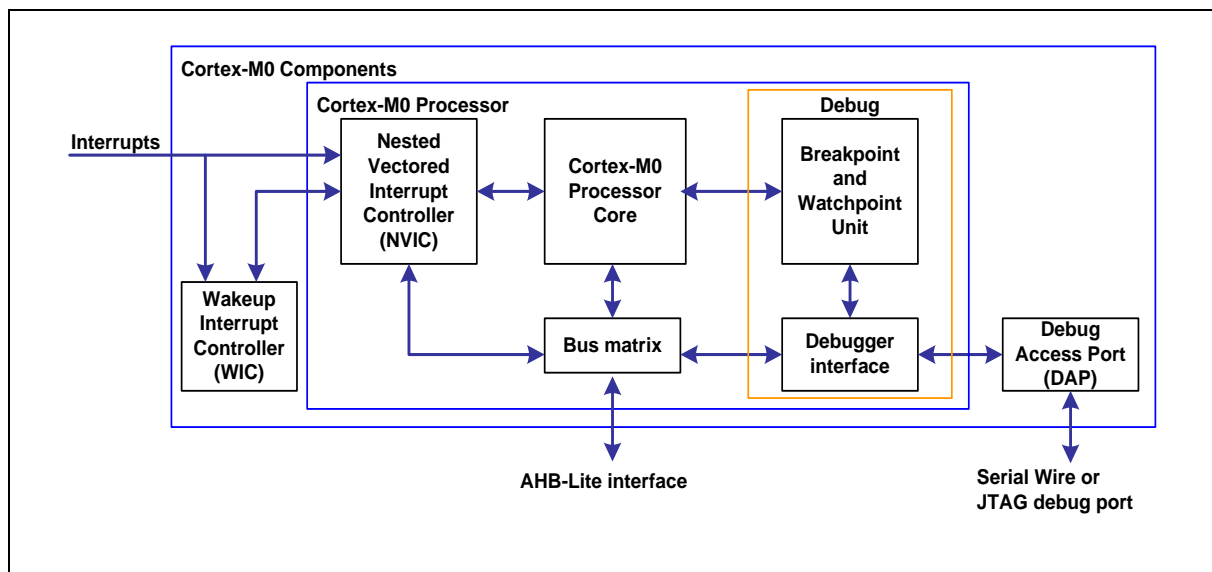 Cortex-M0 Components
Cortex-M0 Processor
Debug
Interrupts
Nested
Vectored
Interrupt
Controller
(NVIC)
Cortex-M0
Processor
Core
Breakpoint
and
Watchpoint
Unit
Wakeup
Interrupt
Controller
(WIC)
Bus matrix
Debugger
interface
Debug
Access Port
(DAP)
AHB-Lite interface
Serial Wire or
JTAG debug port